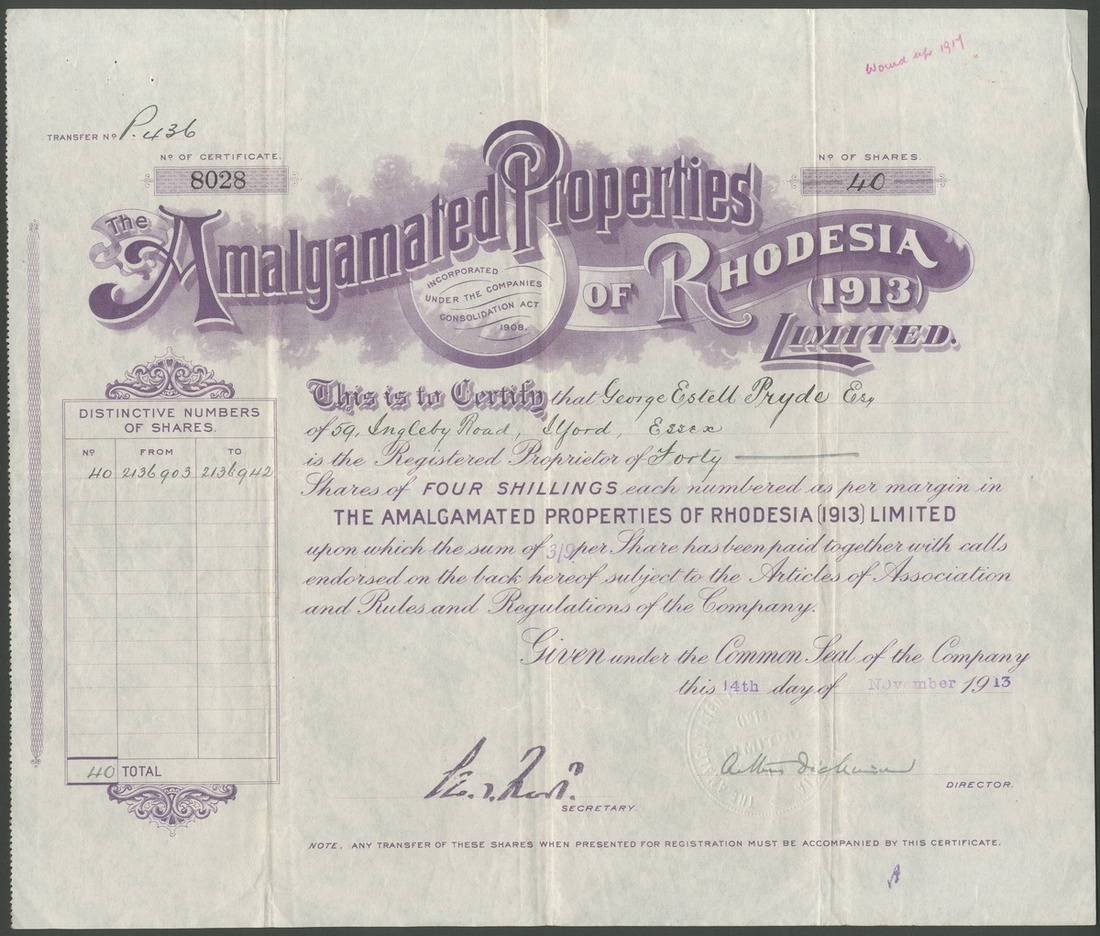 Wound up 1917
TRANSFER No P.436
No OF CERTIFICATE.
8028
No OF SHARES.
40
The Amalgamated Properties
OF RHODESIA
(1913)
LIMITED.
INCORPORATED
UNDER THE COMPANIES
CONSOLIDATION ACT
1908.
This is to Certify that George Estell Pryde Esq
of 59, Ingleby Road, Ilford, Essex
is the Registered Proprietor of Forty
Shares of FOUR SHILLINGS each numbered as per margin in
THE AMALGAMATED PROPERTIES OF RHODESIA (1913) LIMITED
upon which the sum of 3/9 per Share has been paid together with calls
endorsed on the back hereof subject to the Articles of Association
and Rules and Regulations of the Company.
Given under the Common Seal of the Company
this 14th day of November 1913
DISTINCTIVE NUMBERS
OF SHARES.
No FROM TO
40 2136903 2136942
40 TOTAL
SECRETARY.
Arthur Dickinson
DIRECTOR.
NOTE. ANY TRANSFER OF THESE SHARES WHEN PRESENTED FOR REGISTRATION MUST BE ACCOMPANIED BY THIS CERTIFICATE.
A